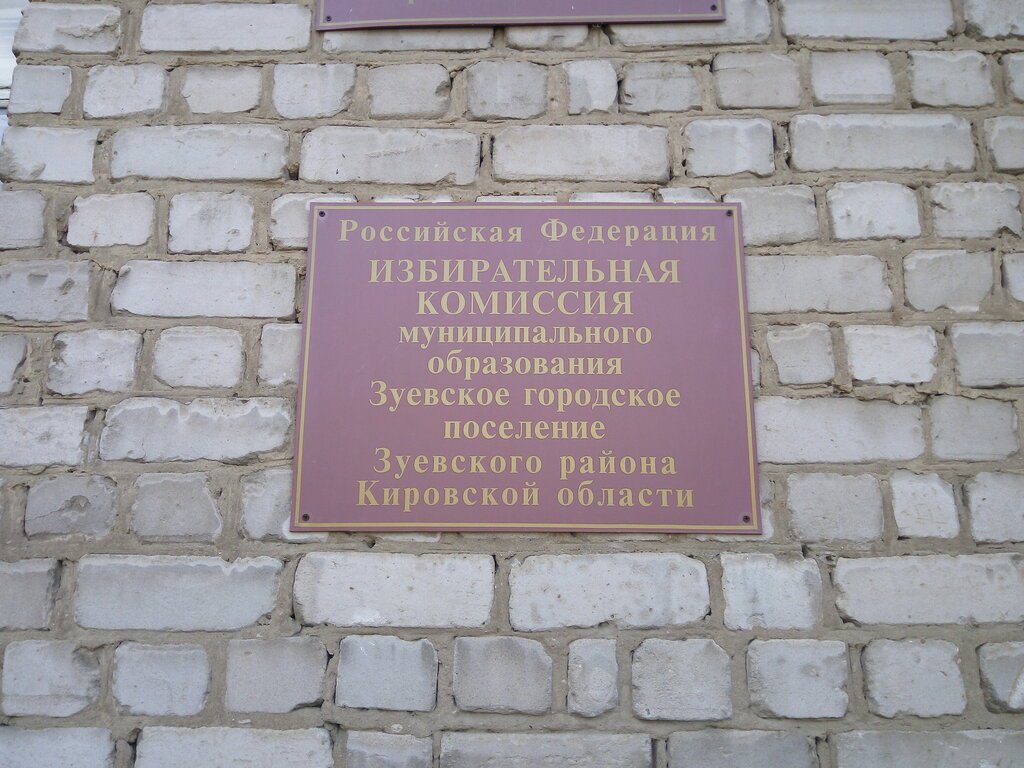 Российская Федерация
ИЗБИРАТЕЛЬНАЯ
КОМИССИЯ
муниципального
образования
Зуевское городское
поселение
Зуевского района
Кировской области